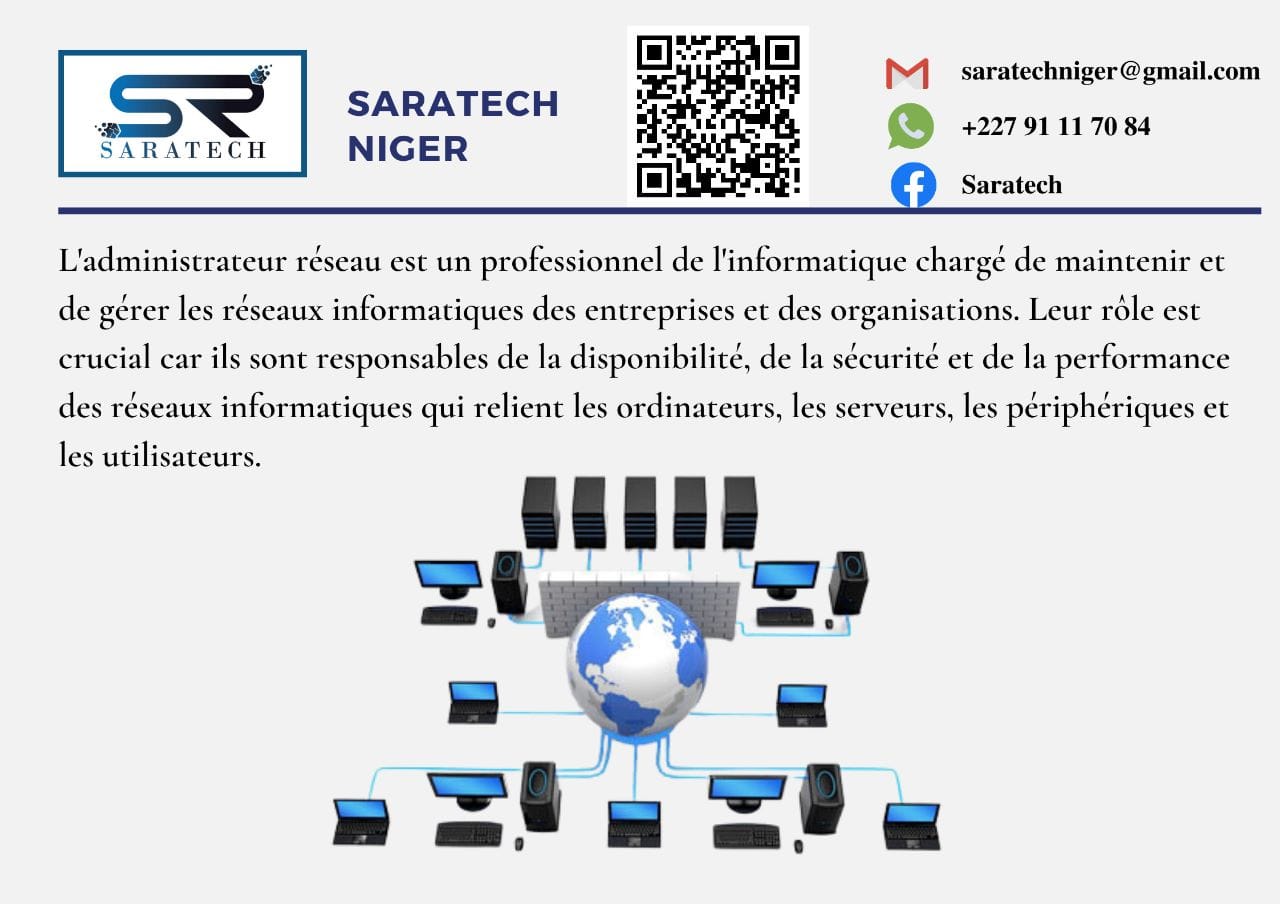 SARATECH
SARATECH
NIGER
saratechniger@gmail.com
+227 91 11 70 84
Saratech
L'administrateur réseau est un professionnel de l'informatique chargé de maintenir et
de gérer les réseaux informatiques des entreprises et des organisations. Leur rôle est
crucial car ils sont responsables de la disponibilité, de la sécurité et de la performance
des réseaux informatiques qui relient les ordinateurs, les serveurs, les périphériques et
les utilisateurs.